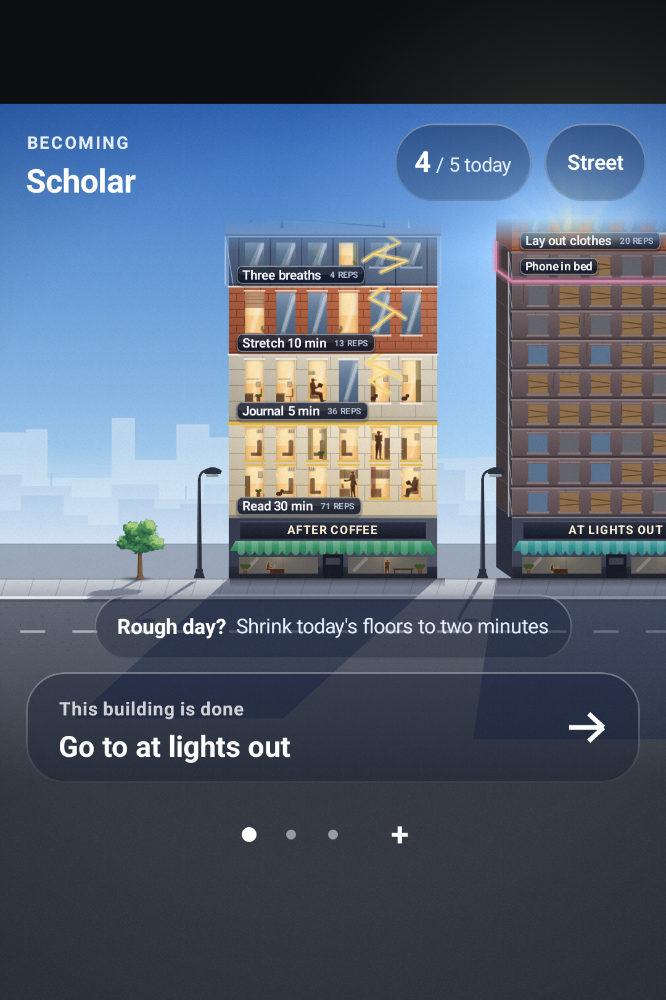 BECOMING
Scholar
4 / 5 today
Street
Three breaths 4 REPS
Stretch 10 min 13 REPS
Journal 5 min 36 REPS
Read 30 min 71 REPS
AFTER COFFEE
Lay out clothes 20 REPS
Phone in bed
AT LIGHTS OUT
Rough day? Shrink today's floors to two minutes
This building is done
Go to at lights out